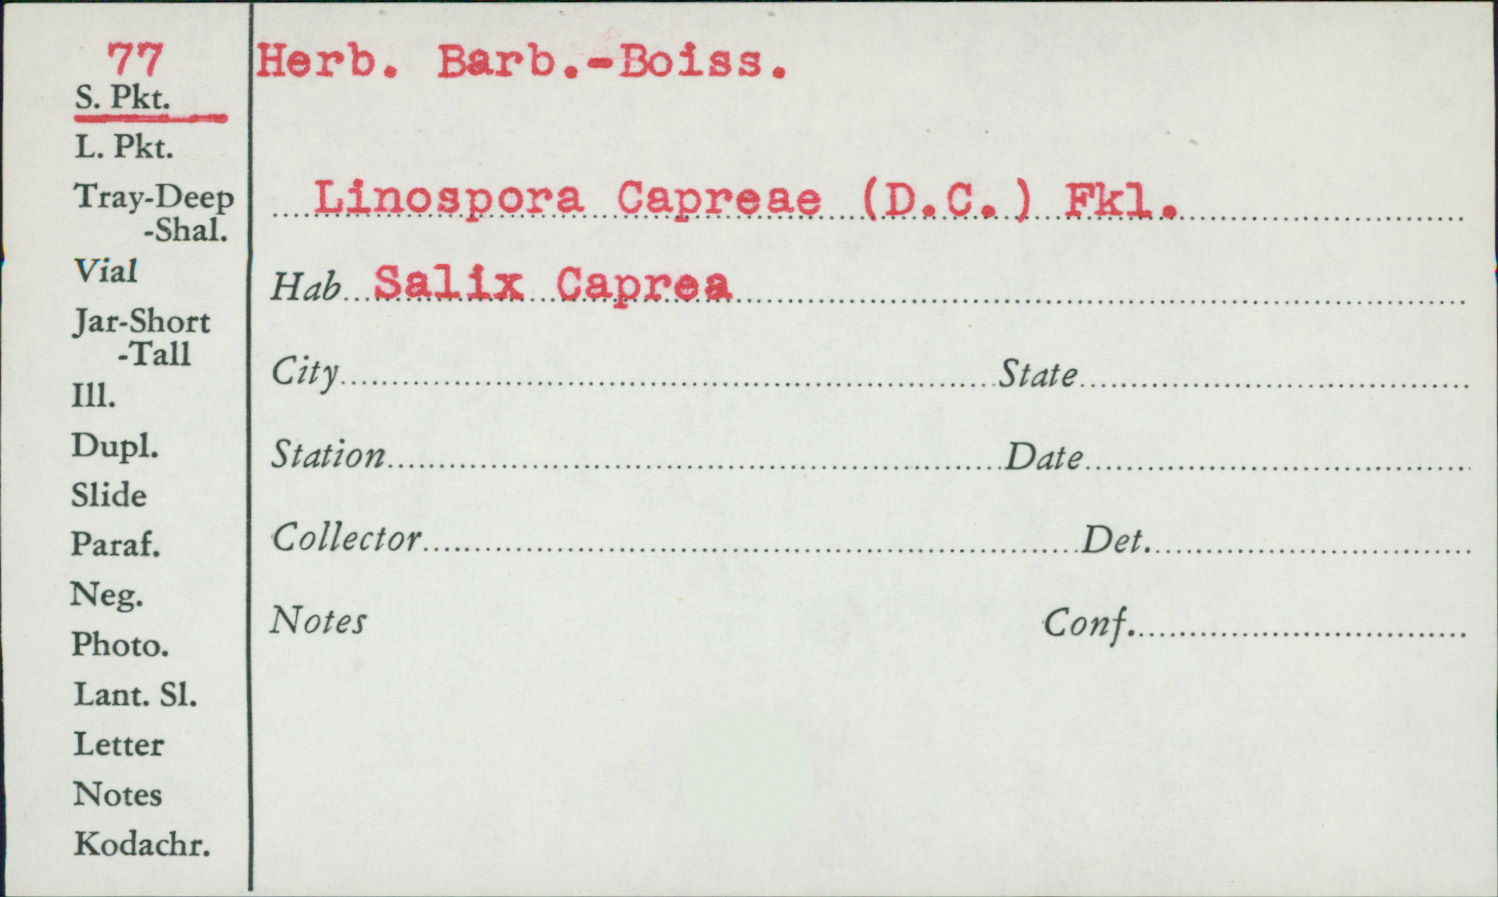 77
S. Pkt.
L. Pkt.
Tray-Deep
-Shal.
Vial
Jar-Short
-Tall
Ill.
Dupl.
Slide
Paraf.
Neg.
Photo.
Lant. Sl.
Letter
Notes
Kodachr.
Herb. Barb.-Boiss.
Linospora Capreae (D.C.) Fkl.
Hab Salix Caprea
City State
Station Date
Collector Det.
Notes Conf.